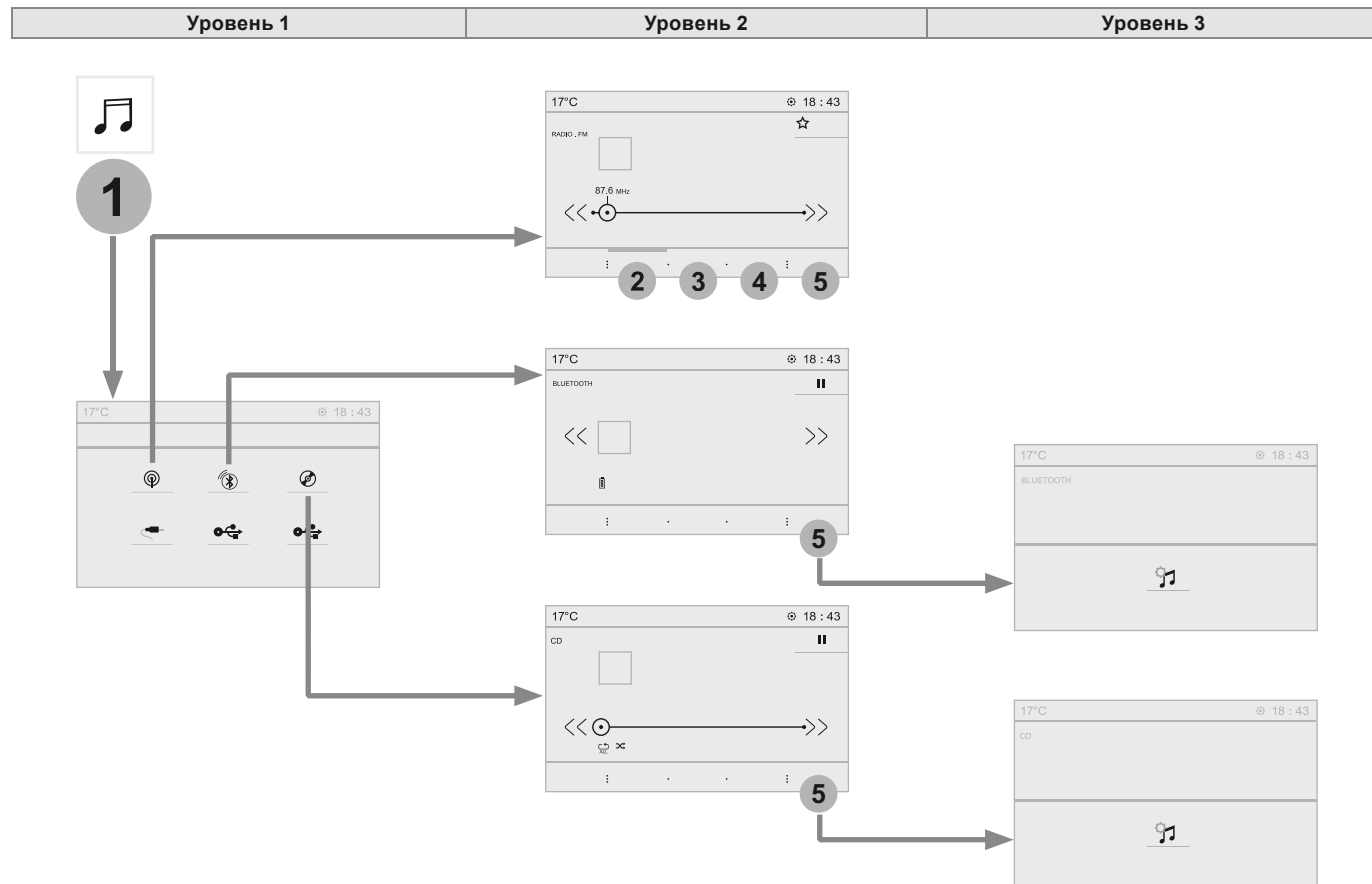 Уровень 1
Уровень 2
Уровень 3
1
17°C 18 : 43
17°C 18 : 43
RADIO . FM
87.6 MHz
2 3 4 5
17°C 18 : 43
BLUETOOTH
5
17°C 18 : 43
CD
ALL
5
17°C 18 : 43
BLUETOOTH
17°C 18 : 43
CD